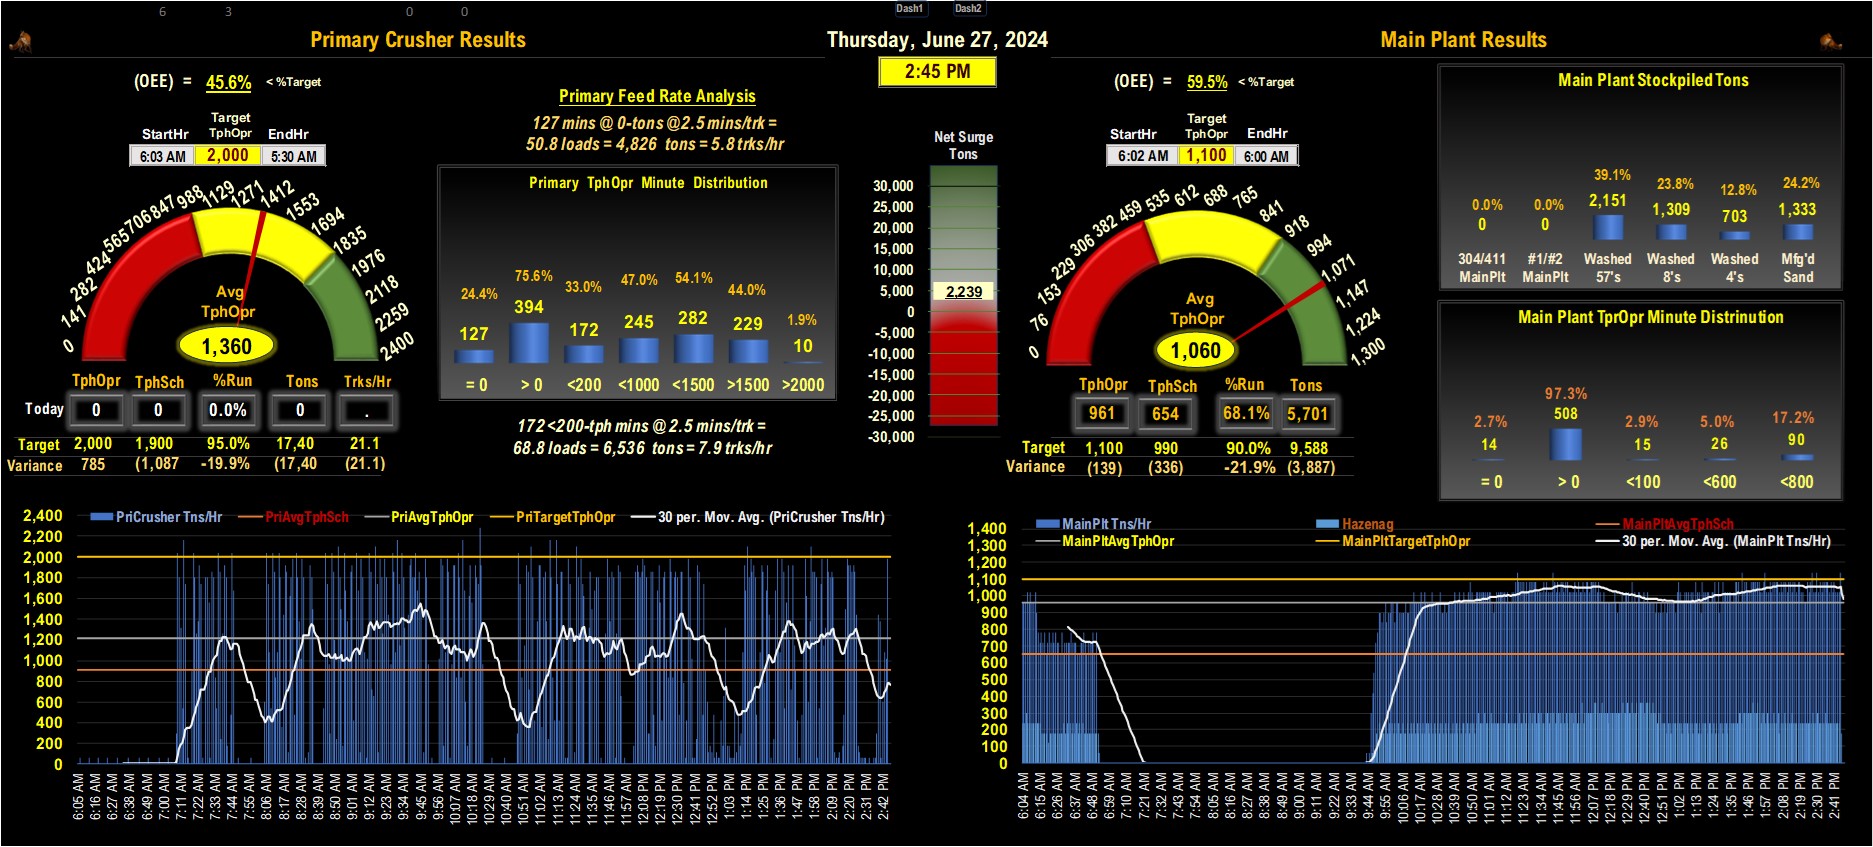 6 3 0 0 Dash1 Dash2
Primary Crusher Results
Thursday, June 27, 2024
Main Plant Results
2:45 PM
(OEE) = 45.6% < %Target
Target
StartHr TphOpr EndHr
6:03 AM 2,000 5:30 AM
0 141 282 424 565 706 847 988 1129 1271 1412 1553 1694 1835 1976 2118 2259 2400
Avg
TphOpr
1,360
TphOpr TphSch %Run Tons Trks/Hr
Today 0 0 0.0% 0 .
Target 2,000 1,900 95.0% 17,40 21.1
Variance 785 (1,087 -19.9% (17,40 (21.1)
Primary Feed Rate Analysis
127 mins @ 0-tons @2.5 mins/trk =
50.8 loads = 4,826 tons = 5.8 trks/hr
Primary TphOpr Minute Distribution
24.4% 75.6% 33.0% 47.0% 54.1% 44.0% 1.9%
127 394 172 245 282 229 10
= 0 > 0 <200 <1000 <1500 >1500 >2000
172<200-tph mins @ 2.5 mins/trk =
68.8 loads = 6,536 tons = 7.9 trks/hr
Net Surge
Tons
30,000
25,000
20,000
15,000
10,000
5,000
2,239
0
-5,000
-10,000
-15,000
-20,000
-25,000
-30,000
(OEE) = 59.5% < %Target
Target
StartHr TphOpr EndHr
6:02 AM 1,100 6:00 AM
0 76 153 229 306 382 459 535 612 688 765 841 918 994 1,071 1,147 1,224 1,300
Avg
TphOpr
1,060
TphOpr TphSch %Run Tons
961 654 68.1% 5,701
Target 1,100 990 90.0% 9,588
Variance (139) (336) -21.9% (3,887)
Main Plant Stockpiled Tons
0.0% 0.0% 39.1% 23.8% 12.8% 24.2%
0 0 2,151 1,309 703 1,333
304/411 #1/#2 Washed Washed Washed Mfg'd
MainPlt MainPlt 57's 8's 4's Sand
Main Plant TprOpr Minute Distrinution
2.7% 97.3% 2.9% 5.0% 17.2%
14 508 15 26 90
= 0 > 0 <100 <600 <800
PriCrusher Tns/Hr PriAvgTphSch PriAvgTphOpr PriTargetTphOpr 30 per. Mov. Avg. (PriCrusher Tns/Hr)
2,400
2,200
2,000
1,800
1,600
1,400
1,200
1,000
800
600
400
200
0
6:05 AM 6:16 AM 6:27 AM 6:38 AM 6:49 AM 7:00 AM 7:11 AM 7:22 AM 7:33 AM 7:44 AM 7:55 AM 8:06 AM 8:17 AM 8:28 AM 8:39 AM 8:50 AM 9:01 AM 9:12 AM 9:23 AM 9:34 AM 9:45 AM 9:56 AM 10:07 AM 10:18 AM 10:29 AM 10:40 AM 10:51 AM 11:02 AM 11:13 AM 11:24 AM 11:35 AM 11:46 AM 11:57 AM 12:08 PM 12:19 PM 12:30 PM 12:41 PM 12:52 PM 1:03 PM 1:14 PM 1:25 PM 1:36 PM 1:47 PM 1:58 PM 2:09 PM 2:20 PM 2:31 PM 2:42 PM
MainPlt Tns/Hr Hazenag MainPltAvgTphSch
MainPltAvgTphOpr MainPltTargetTphOpr 30 per. Mov. Avg. (MainPlt Tns/Hr)
1,400
1,300
1,200
1,100
1,000
900
800
700
600
500
400
300
200
100
0
6:04 AM 6:15 AM 6:26 AM 6:37 AM 6:48 AM 6:59 AM 7:10 AM 7:21 AM 7:32 AM 7:43 AM 7:54 AM 8:05 AM 8:16 AM 8:27 AM 8:38 AM 8:49 AM 9:00 AM 9:11 AM 9:22 AM 9:33 AM 9:44 AM 9:55 AM 10:06 AM 10:17 AM 10:28 AM 10:39 AM 10:50 AM 11:01 AM 11:12 AM 11:23 AM 11:34 AM 11:45 AM 11:56 AM 12:07 PM 12:18 PM 12:29 PM 12:40 PM 12:51 PM 1:02 PM 1:13 PM 1:24 PM 1:35 PM 1:46 PM 1:57 PM 2:08 PM 2:19 PM 2:30 PM 2:41 PM